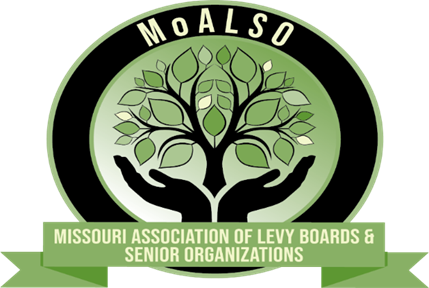 MoALSO
MISSOURI ASSOCIATION OF LEVY BOARDS &
SENIOR ORGANIZATIONS